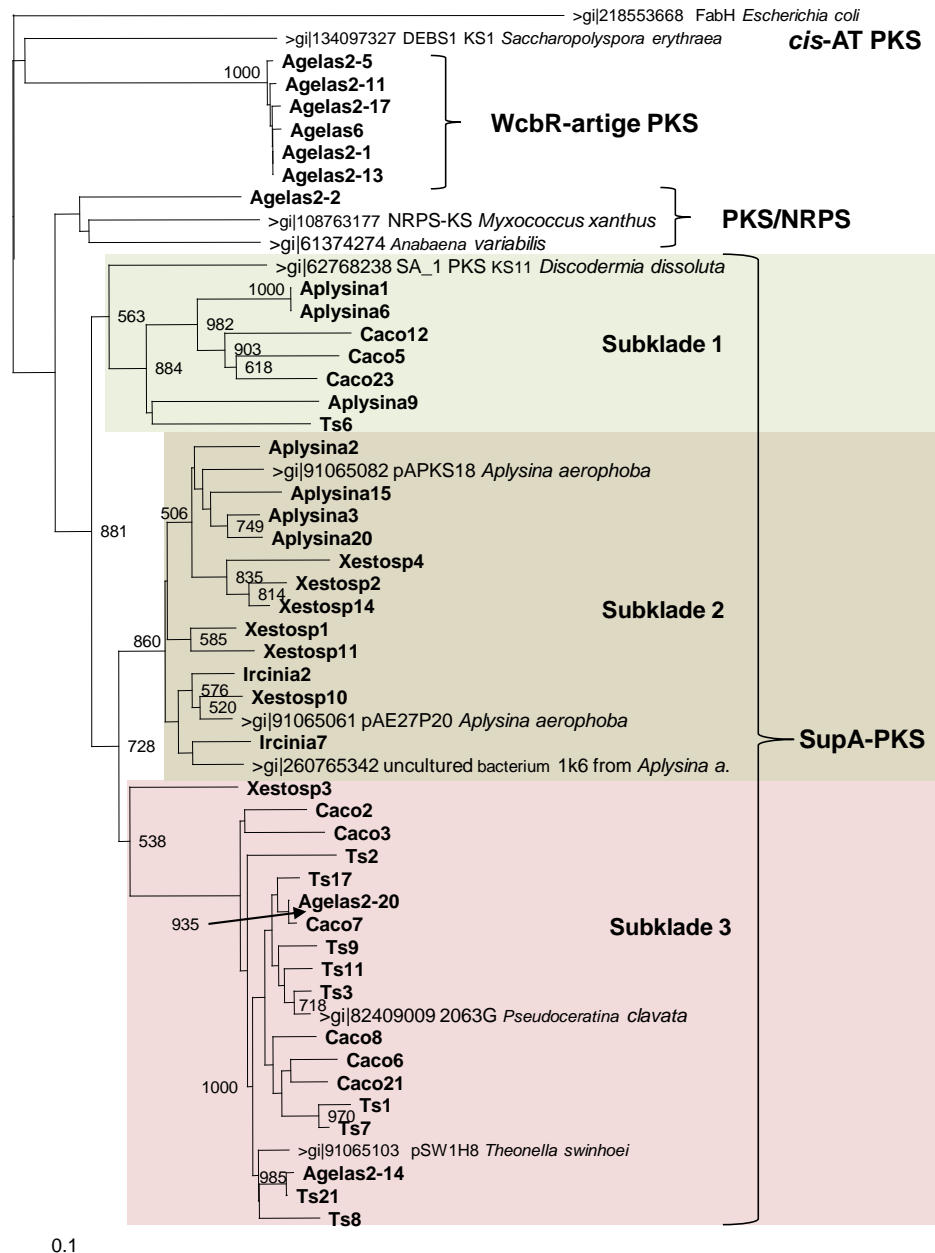 >gi|218553668 FabH Escherichia coli
>gi|134097327 DEBS1 KS1 Saccharopolyspora erythraea
cis-AT PKS
Agelas2-5
1000
Agelas2-11
Agelas2-17
Agelas6
WcbR-artige PKS
Agelas2-1
Agelas2-13
Agelas2-2
>gi|108763177 NRPS-KS Myxococcus xanthus
PKS/NRPS
>gi|61374274 Anabaena variabilis
>gi|62768238 SA_1 PKS KS11 Discodermia dissoluta
1000
Aplysina1
Aplysina6
563
982
Caco12
Subklade 1
903
Caco5
618
884
Caco23
Aplysina9
Ts6
Aplysina2
>gi|91065082 pAPKS18 Aplysina aerophoba
Aplysina15
506
Aplysina3
749
881
Aplysina20
Xestosp4
835
Xestosp2
814
Xestosp14
Subklade 2
Xestosp1
860
585
Xestosp11
Ircinia2
576
Xestosp10
520
>gi|91065061 pAE27P20 Aplysina aerophoba
728
Ircinia7
SupA-PKS
>gi|260765342 uncultured bacterium 1k6 from Aplysina a.
Xestosp3
Caco2
538
Caco3
Ts2
Ts17
Agelas2-20
935
Caco7
Subklade 3
Ts9
Ts11
Ts3
718
>gi|82409009 2063G Pseudoceratina clavata
Caco8
Caco6
1000
Caco21
Ts1
970
Ts7
>gi|91065103 pSW1H8 Theonella swinhoei
Agelas2-14
985
Ts21
Ts8
0.1